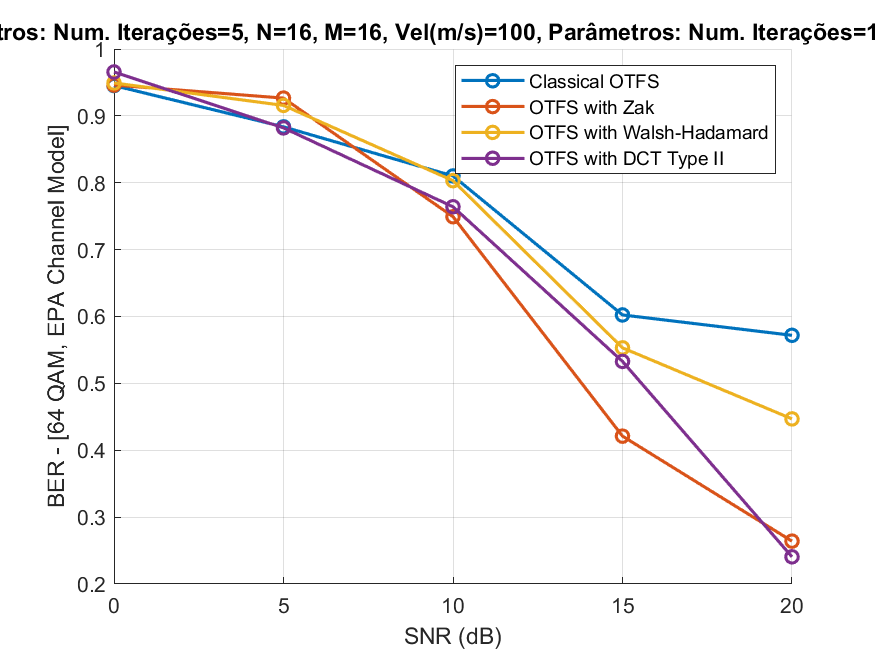 tros: Num. Iterações=5, N=16, M=16, Vel(m/s)=100, Parâmetros: Num. Iterações=1
1
0.9
0.8
0.7
0.6
0.5
0.4
0.3
0.2
BER - [64 QAM, EPA Channel Model]
Classical OTFS
OTFS with Zak
OTFS with Walsh-Hadamard
OTFS with DCT Type II
0 5 10 15 20
SNR (dB)